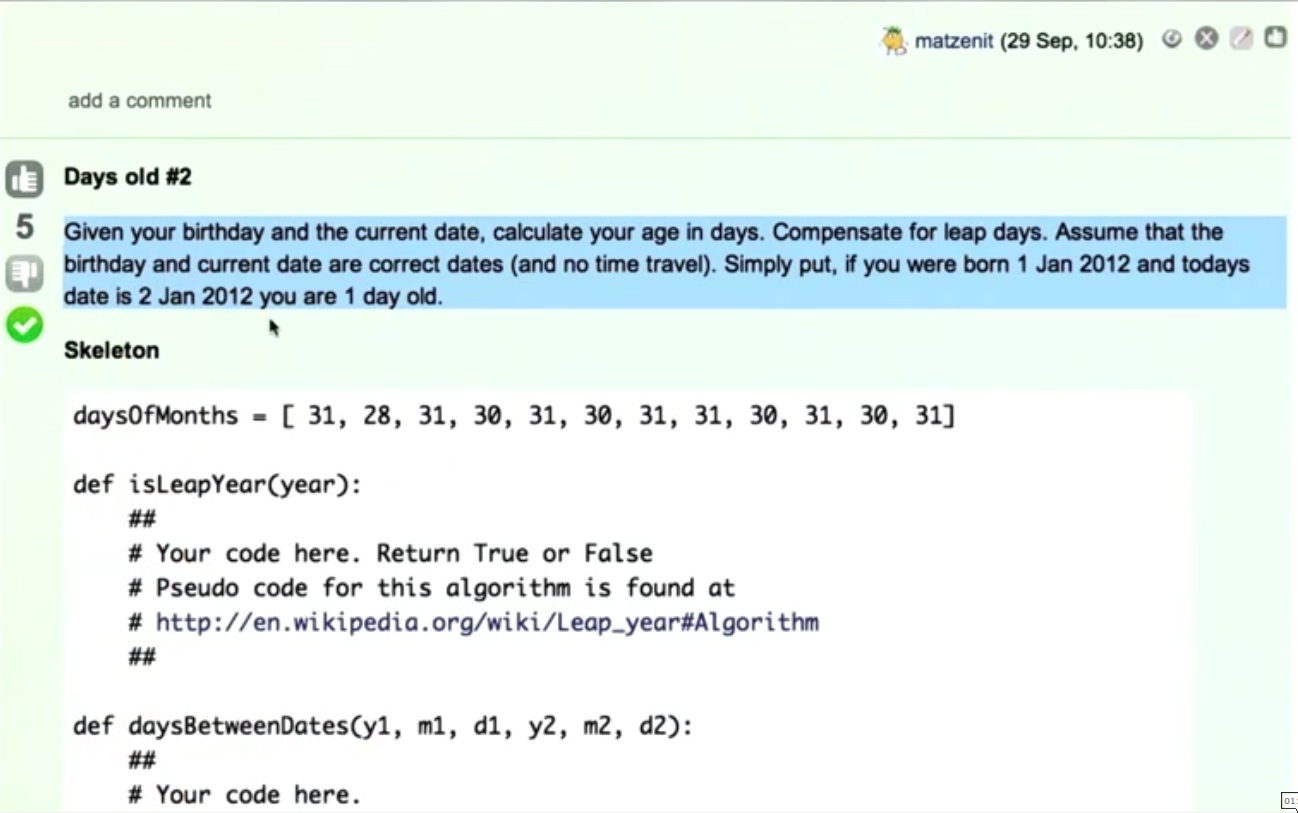 matzenit (29 Sep, 10:38)
add a comment
Days old #2
5
Given your birthday and the current date, calculate your age in days. Compensate for leap days. Assume that the
birthday and current date are correct dates (and no time travel). Simply put, if you were born 1 Jan 2012 and todays
date is 2 Jan 2012 you are 1 day old.
Skeleton
daysOfMonths = [ 31, 28, 31, 30, 31, 30, 31, 31, 30, 31, 30, 31]
def isLeapYear(year):
##
# Your code here. Return True or False
# Pseudo code for this algorithm is found at
# http://en.wikipedia.org/wiki/Leap_year#Algorithm
##
def daysBetweenDates(y1, m1, d1, y2, m2, d2):
##
# Your code here.